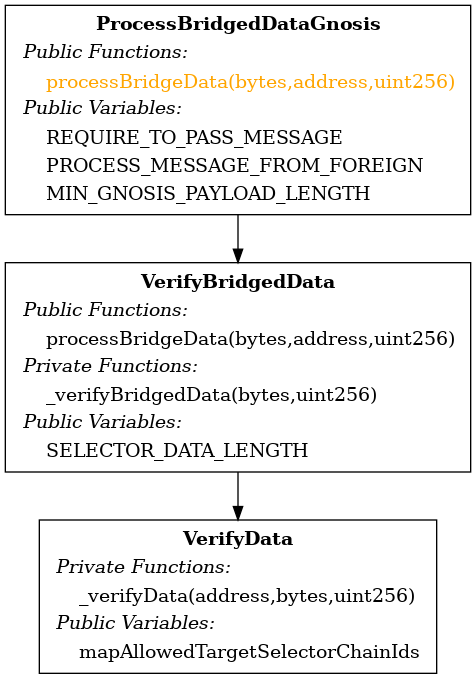 ProcessBridgedDataGnosis
Public Functions:
processBridgeData(bytes,address,uint256)
Public Variables:
REQUIRE_TO_PASS_MESSAGE
PROCESS_MESSAGE_FROM_FOREIGN
MIN_GNOSIS_PAYLOAD_LENGTH
VerifyBridgedData
Public Functions:
processBridgeData(bytes,address,uint256)
Private Functions:
_verifyBridgedData(bytes,uint256)
Public Variables:
SELECTOR_DATA_LENGTH
VerifyData
Private Functions:
_verifyData(address,bytes,uint256)
Public Variables:
mapAllowedTargetSelectorChainIds